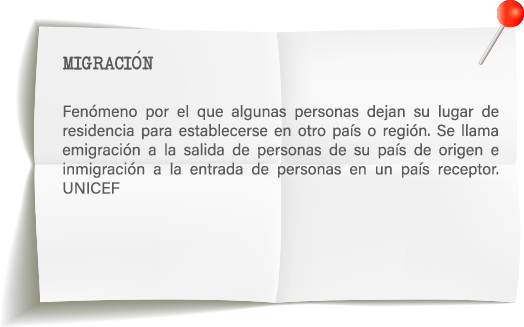 MIGRACIÓN
Fenómeno por el que algunas personas dejan su lugar de
residencia para establecerse en otro país o región. Se llama
emigración a la salida de personas de su país de origen e
inmigración a la entrada de personas en un país receptor.
UNICEF